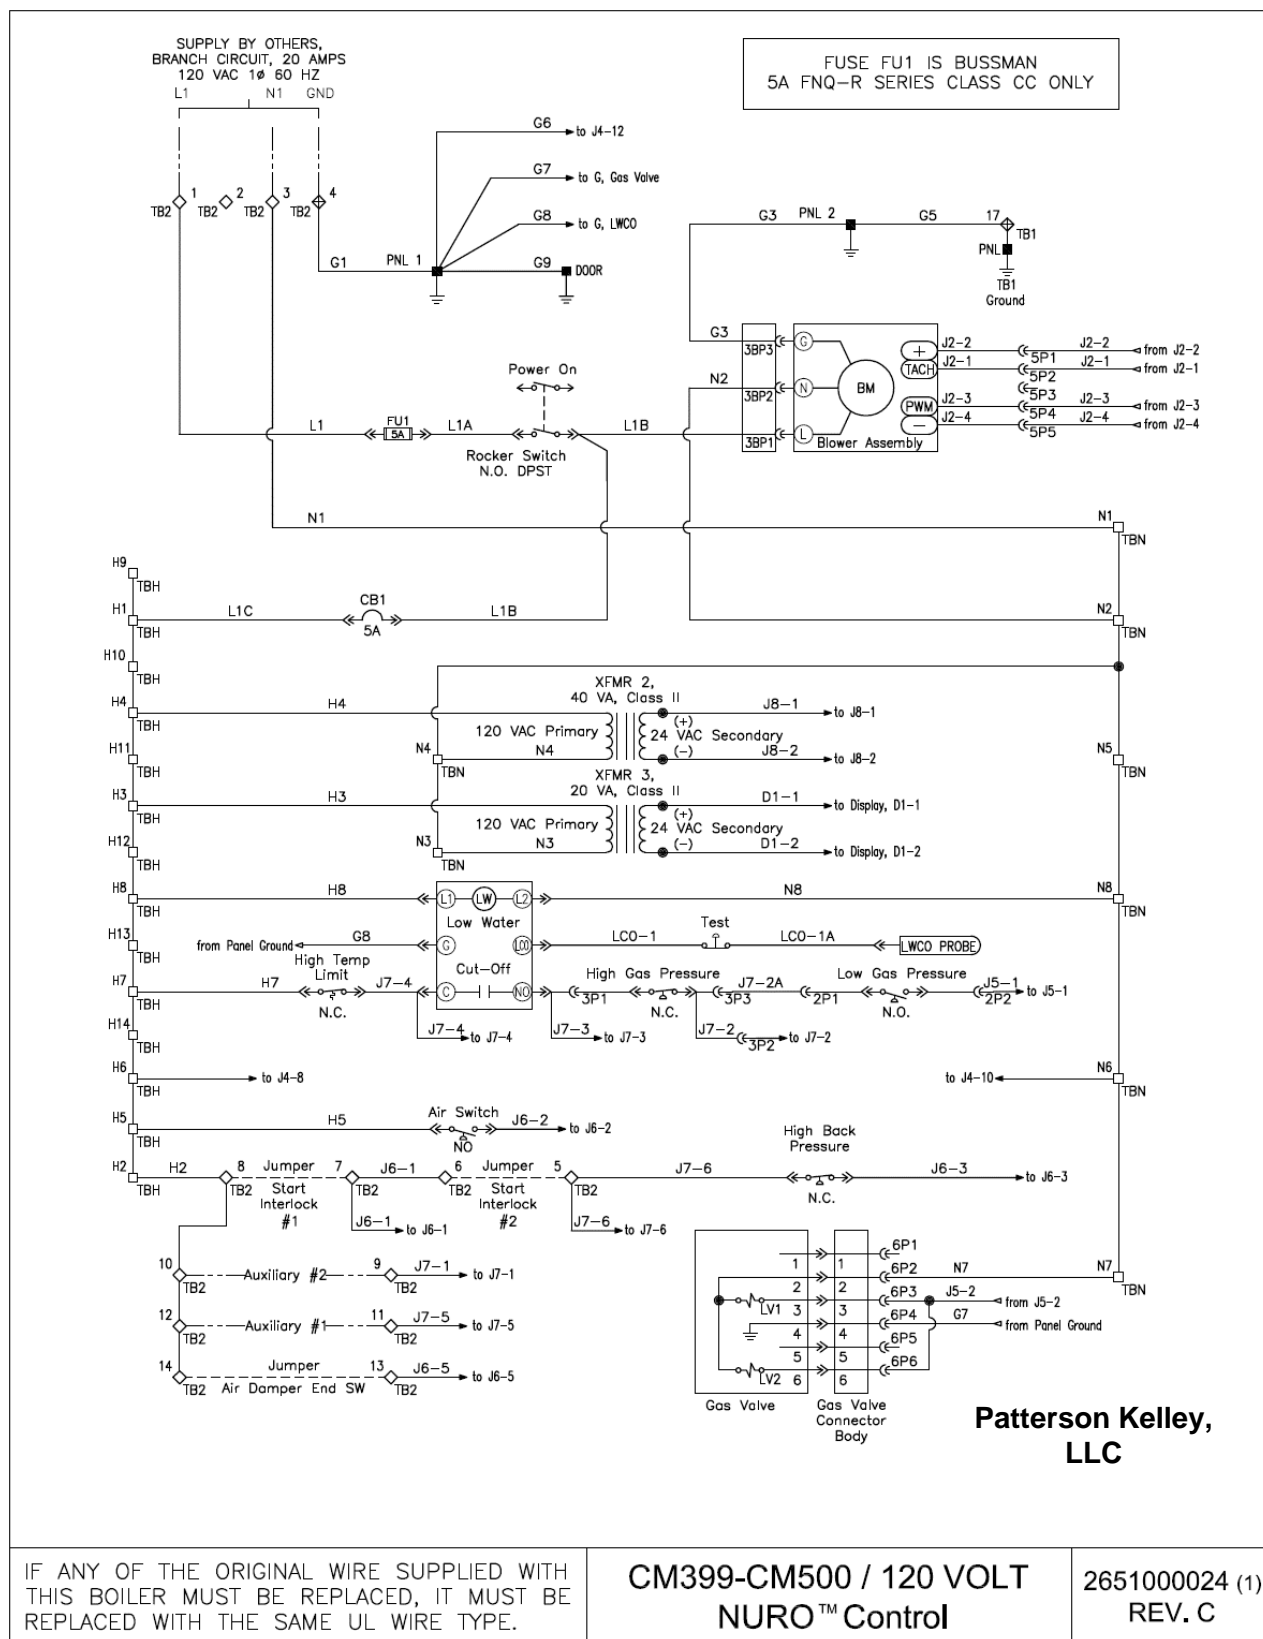 SUPPLY BY OTHERS,
BRANCH CIRCUIT, 20 AMPS
120 VAC 1ø 60 HZ
L1 N1 GND
FUSE FU1 IS BUSSMAN
5A FNQ-R SERIES CLASS CC ONLY
G6 to J4-12
G7 to G, Gas Valve
1 2 3 4
TB2 TB2 TB2 TB2
G8 to G, LWCO
G1 PNL 1 G9 DOOR
G3 PNL 2 G5 17
TB1
PNL
TB1
Ground
G3 3BP3 G
N2 3BP2 N BM
L1B 3BP1 L
Blower Assembly
+ J2-2 5P1 J2-2 from J2-2
TACH J2-1 5P2 J2-1 from J2-1
5P3
PWM J2-3 5P4 J2-3 from J2-3
- J2-4 5P5 J2-4 from J2-4
Power On
L1 FU1 L1A
5A
Rocker Switch
N.O. DPST
N1 N1
TBN
H9
TBH
H1 L1C CB1 L1B N2
TBH 5A TBN
H10
TBH
XFMR 2,
40 VA, Class II
H4 H4 J8-1 to J8-1
TBH 120 VAC Primary (+)
24 VAC Secondary
H11 N4 N4 (-) J8-2 to J8-2 N5
TBH TBN TBN
XFMR 3,
20 VA, Class II
H3 H3 D1-1 to Display, D1-1
TBH 120 VAC Primary (+)
24 VAC Secondary
H12 N3 N3 (-) D1-2 to Display, D1-2
TBH TBN
H8 H8 L1 LW L2 N8 N8
TBH Low Water TBN
H13 from Panel Ground G8 G LCO LCO-1 Test LCO-1A LWCO PROBE
TBH
High Temp
Limit
Cut-Off
High Gas Pressure
Low Gas Pressure
H7 H7 J7-4 C NO 3P1 3P3 J7-2A 2P1 J5-1 2P2 to J5-1
TBH N.C. N.C. N.O.
H14 J7-4 to J7-4 J7-3 to J7-3 J7-2 3P2 to J7-2
TBH
H6 to J4-8 to J4-10 N6
TBH TBN
H5 H5 Air Switch J6-2 to J6-2
TBH NO
High Back
Pressure
H2 H2 8 Jumper 7 J6-1 6 Jumper 5 J7-6 J6-3 to J6-3
TBH TB2 Start TB2 TB2 Start TB2 N.C.
Interlock Interlock
#1 #2
J6-1 to J6-1 J7-6 to J7-6
10 Auxiliary #2 9 J7-1 to J7-1
TB2 TB2
12 Auxiliary #1 11 J7-5 to J7-5
TB2 TB2
14 Jumper 13 J6-5 to J6-5
TB2 Air Damper End SW TB2
6P1
1 1 6P2 N7 N7
TBN
2 2 6P3 J5-2 from J5-2
LV1 3 3 6P4 G7 from Panel Ground
4 4 6P5
5 5 6P6
LV2 6 6
Gas Valve
Gas Valve
Connector
Body
Patterson Kelley,
LLC
IF ANY OF THE ORIGINAL WIRE SUPPLIED WITH
THIS BOILER MUST BE REPLACED, IT MUST BE
REPLACED WITH THE SAME UL WIRE TYPE.
CM399-CM500 / 120 VOLT
NURO™ Control
2651000024 (1)
REV. C